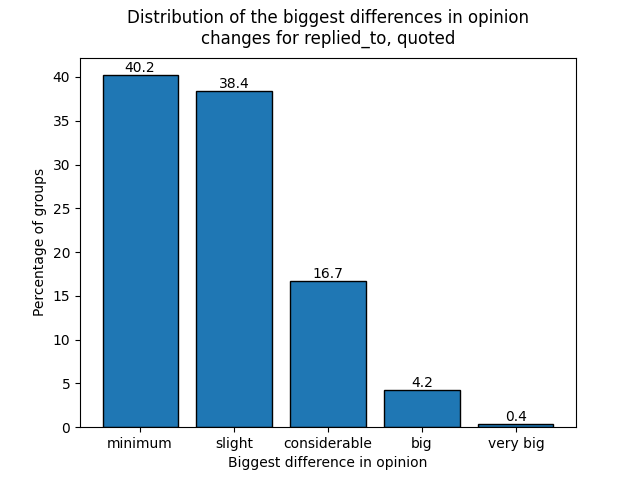 Distribution of the biggest differences in opinion
changes for replied_to, quoted
40.2
38.4
16.7
4.2
0.4
Percentage of groups
40
35
30
25
20
15
10
5
0
minimum slight considerable big very big
Biggest difference in opinion